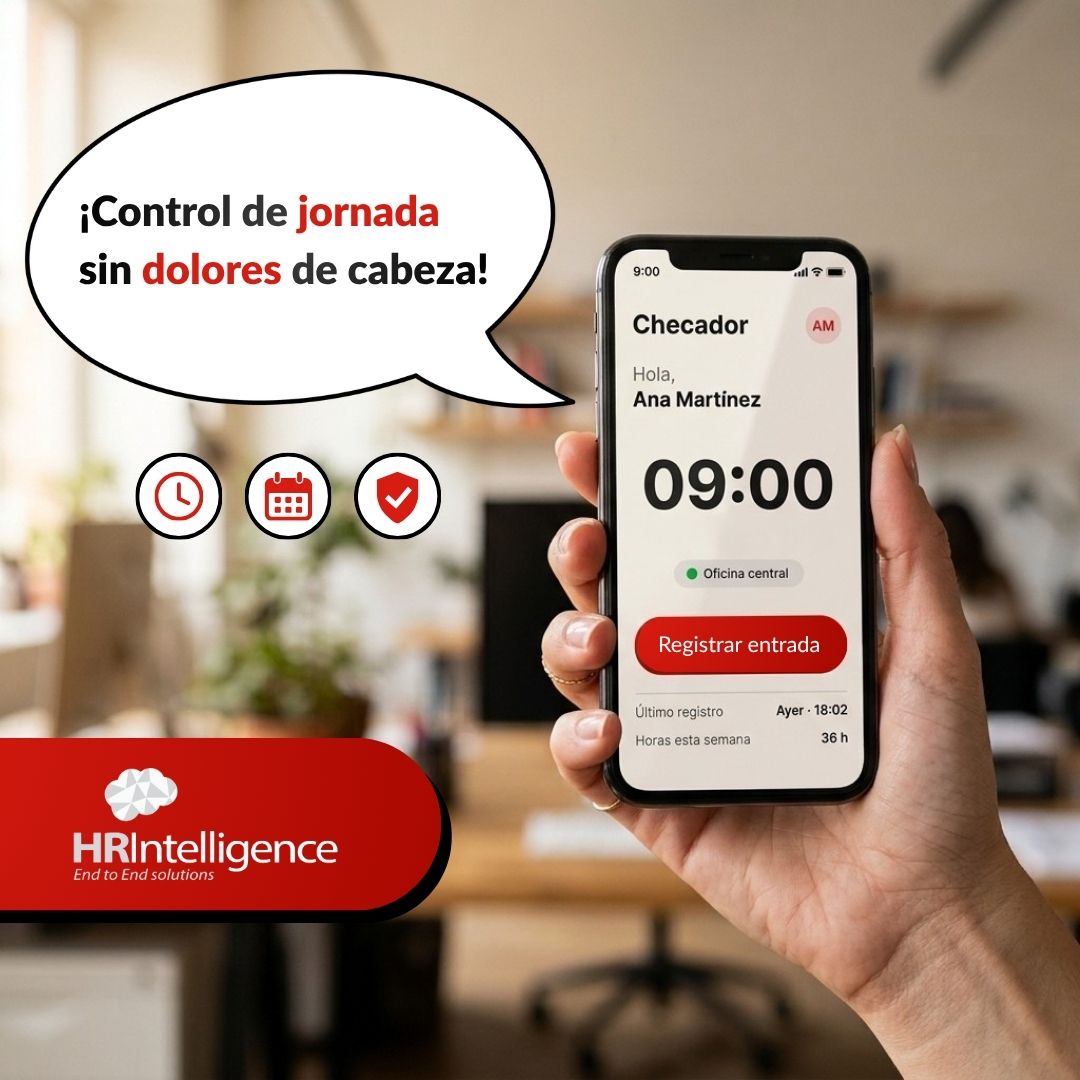 ¡Control de jornada
sin dolores de cabeza!
9:00
Checador
AM
Hola,
Ana Martínez
09:00
Oficina central
Registrar entrada
Último registro
Ayer · 18:02
Horas esta semana
36 h
HRIntelligence
End to End solutions